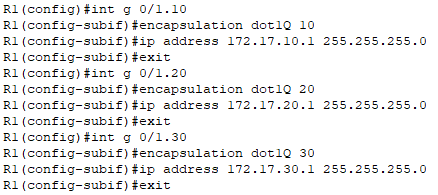 R1(config)#int g 0/1.10
R1(config-subif)#encapsulation dot1Q 10
R1(config-subif)#ip address 172.17.10.1 255.255.255.0
R1(config-subif)#exit
R1(config)#int g 0/1.20
R1(config-subif)#encapsulation dot1Q 20
R1(config-subif)#ip address 172.17.20.1 255.255.255.0
R1(config-subif)#exit
R1(config)#int g 0/1.30
R1(config-subif)#encapsulation dot1Q 30
R1(config-subif)#ip address 172.17.30.1 255.255.255.0
R1(config-subif)#exit